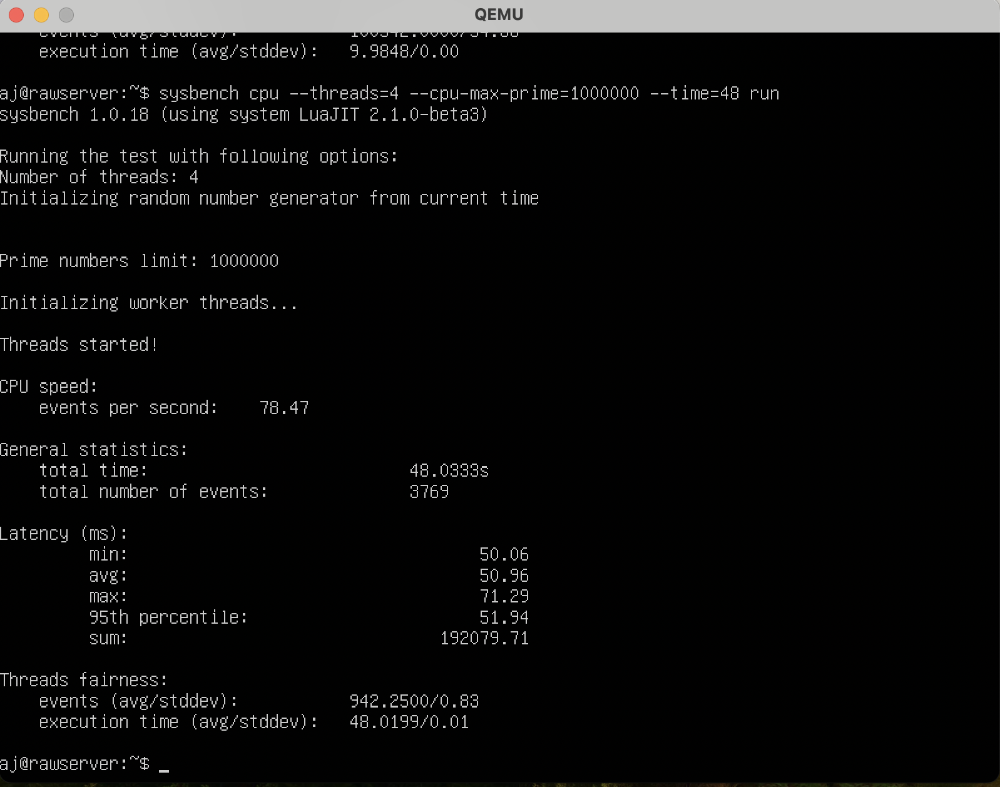 QEMU
events (avg/stddev):
execution time (avg/stddev): 9.9848/0.00
aj@rawserver:~$ sysbench cpu --threads=4 --cpu-max-prime=1000000 --time=48 run
sysbench 1.0.18 (using system LuaJIT 2.1.0-beta3)
Running the test with following options:
Number of threads: 4
Initializing random number generator from current time
Prime numbers limit: 1000000
Initializing worker threads...
Threads started!
CPU speed:
events per second: 78.47
General statistics:
total time: 48.0333s
total number of events: 3769
Latency (ms):
min: 50.06
avg: 50.96
max: 71.29
95th percentile: 51.94
sum: 192079.71
Threads fairness:
events (avg/stddev): 942.2500/0.83
execution time (avg/stddev): 48.0199/0.01
aj@rawserver:~$ _